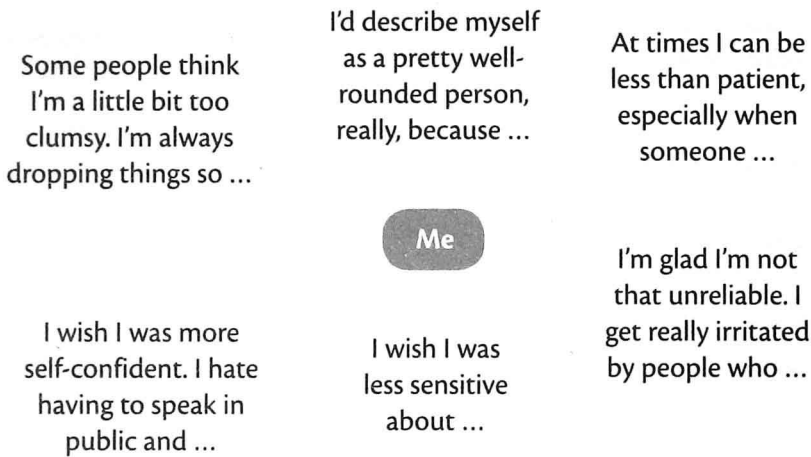 Some people think
I'm a little bit too
clumsy. I'm always
dropping things so ...
I'd describe myself
as a pretty well-
rounded person,
really, because ...
At times I can be
less than patient,
especially when
someone ...
Me
I wish I was more
self-confident. I hate
having to speak in
public and ...
I wish I was
less sensitive
about ...
I'm glad I'm not
that unreliable. I
get really irritated
by people who ...